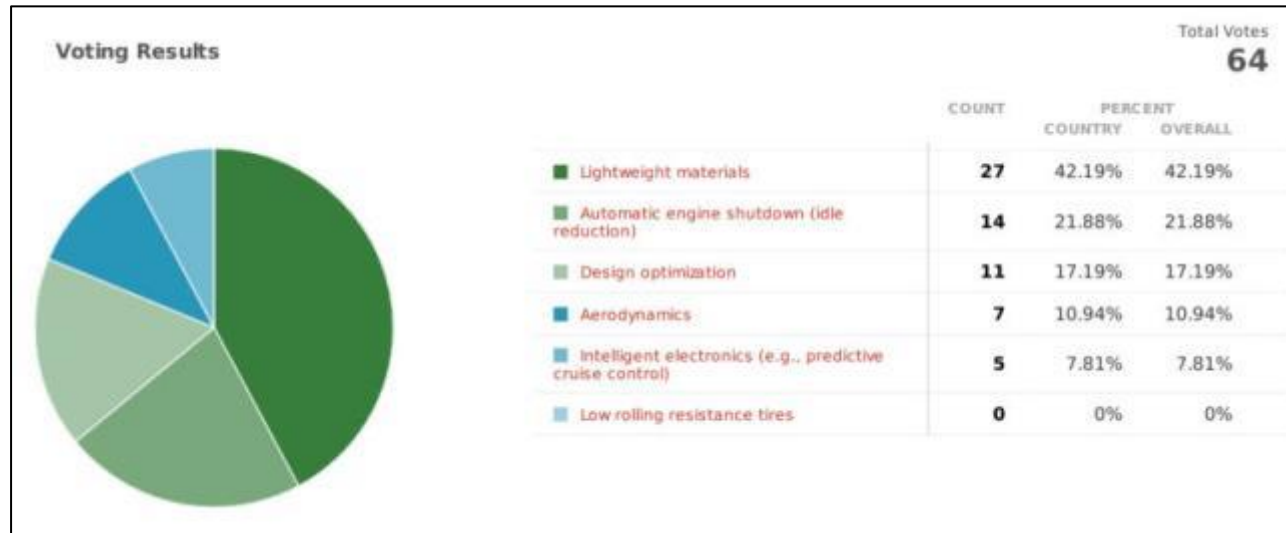 Voting Results
Total Votes
64
COUNT PERCENT
COUNTRY OVERALL
Lightweight materials 27 42.19% 42.19%
Automatic engine shutdown (idle
reduction) 14 21.88% 21.88%
Design optimization 11 17.19% 17.19%
Aerodynamics 7 10.94% 10.94%
Intelligent electronics (e.g., predictive
cruise control) 5 7.81% 7.81%
Low rolling resistance tires 0 0% 0%